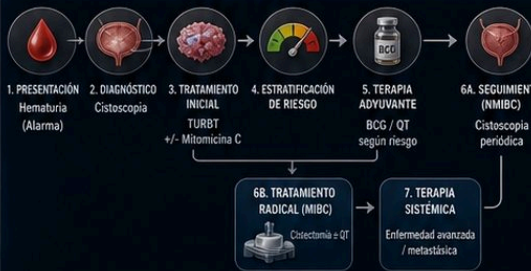 BCG
1. PRESENTACIÓN
Hematuria
(Alarma)
2. DIAGNÓSTICO
Cistoscopia
3. TRATAMIENTO
INICIAL
TURBT
+/- Mitomicina C
4. ESTRATIFICACIÓN
DE RIESGO
5. TERAPIA
ADYUVANTE
BCG / QT
según riesgo
6A. SEGUIMIENT
(NMIBC)
Cistoscopia
periódica
6B. TRATAMIENTO
RADICAL (MIBC)
Cistectomía ± QT
7. TERAPIA
SISTÉMICA
Enfermedad avanzada
/ metastásica